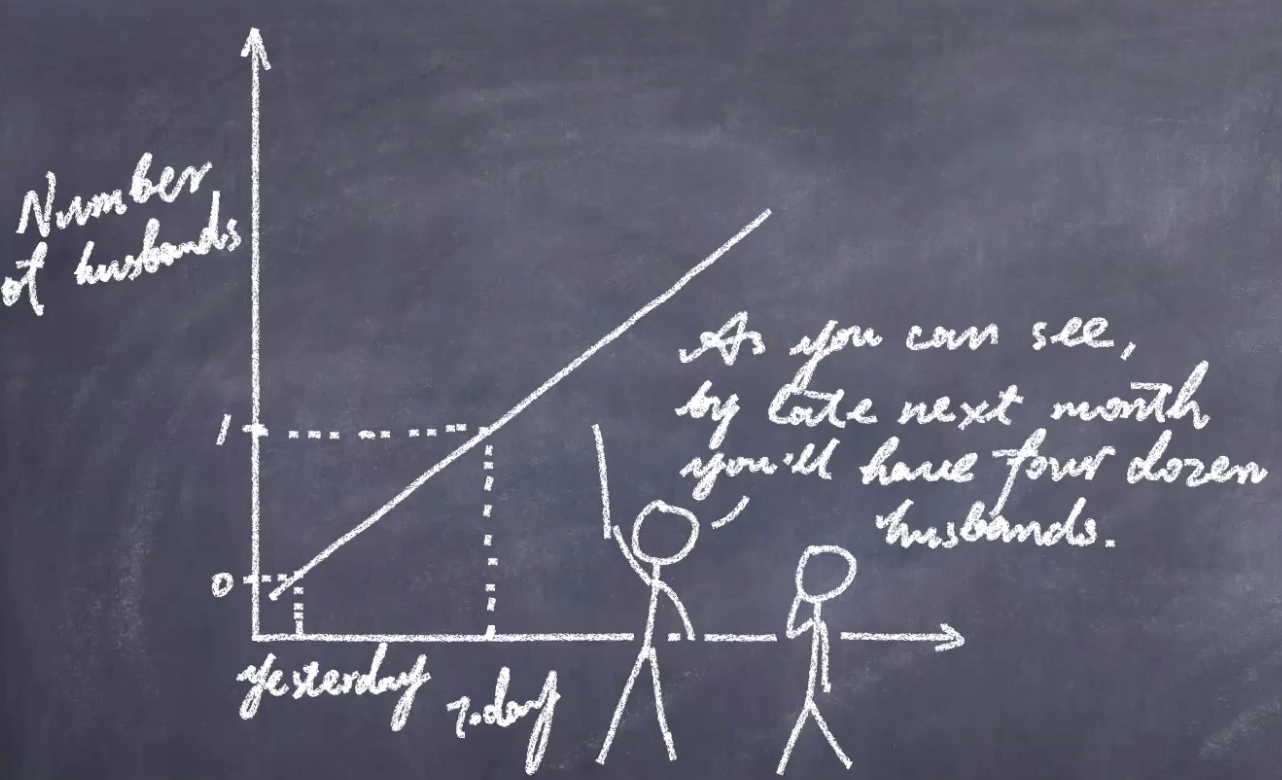 Number
of husbands
As you can see,
by late next month
you'll have four dozen
husbands.
1
0
yesterday
Today